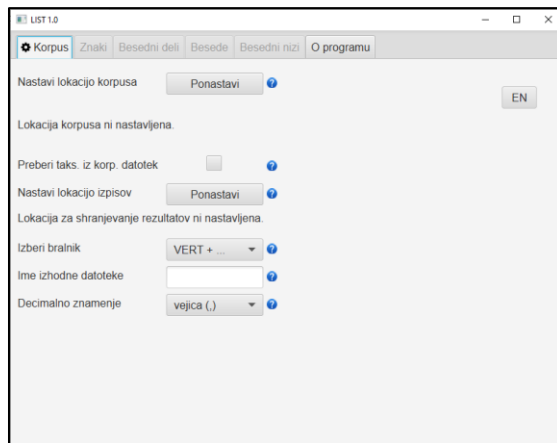 LIST 1.0
Korpus Znaki Besedni deli Besede Besedni nizi O programu
Nastavi lokacijo korpusa Ponastavi
EN
Lokacija korpusa ni nastavljena.
Preberi taks. iz korp. datotek
Nastavi lokacijo izpisov Ponastavi
Lokacija za shranjevanje rezultatov ni nastavljena.
Izberi bralnik VERT + ...
Ime izhodne datoteke
Decimalno znamenje vejica (,)